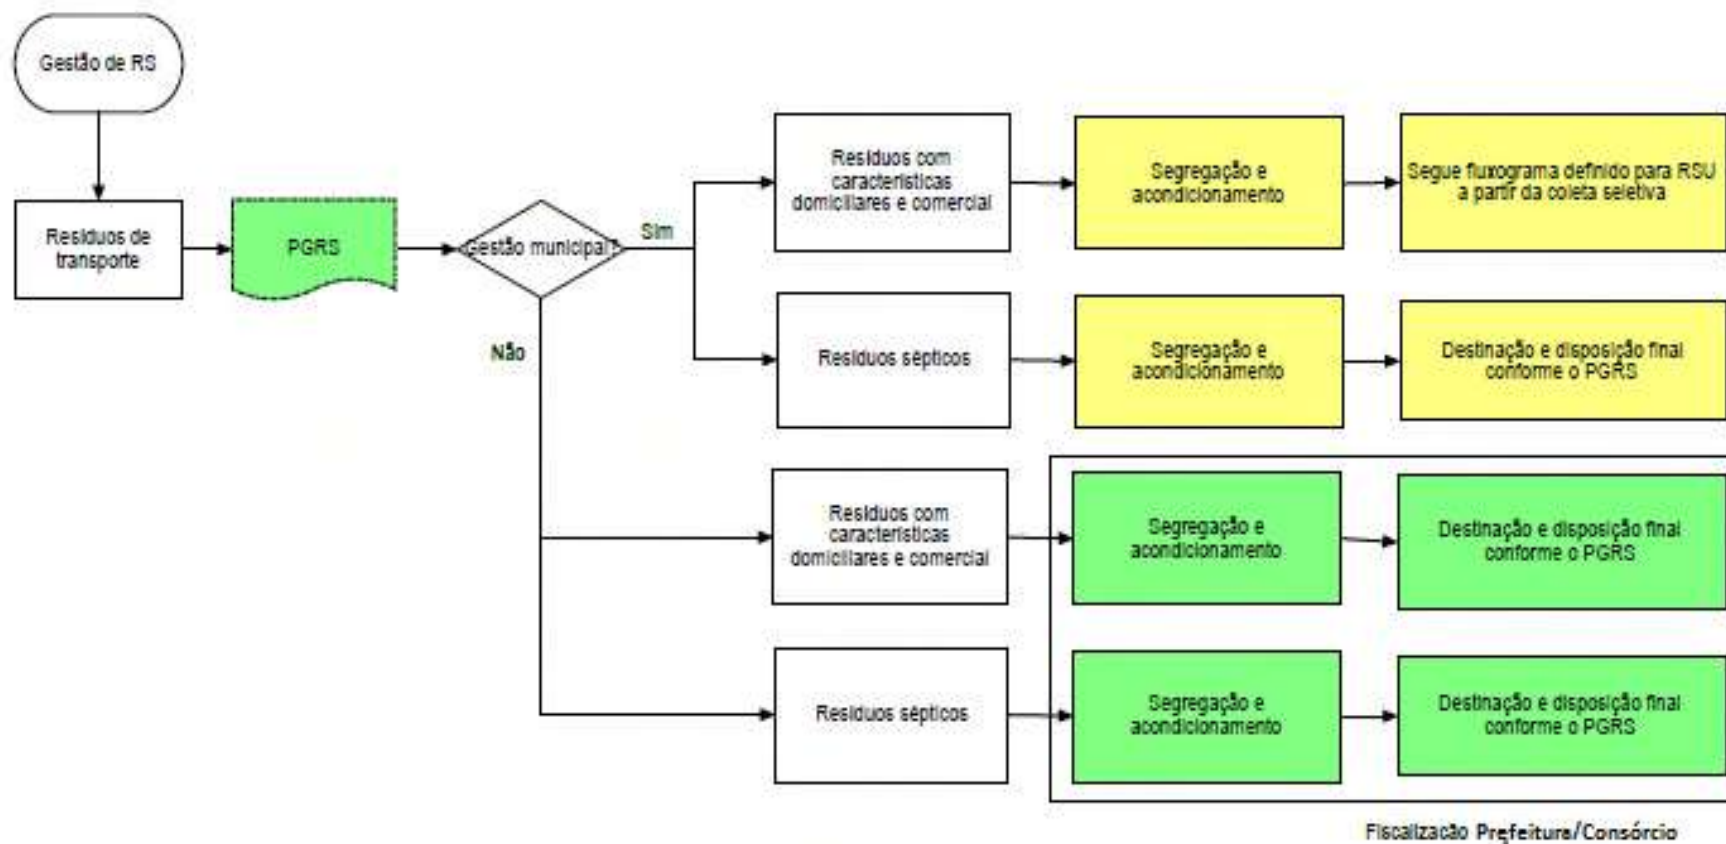 Gestão de RS
Resíduos de
transporte
PGRS
Gestão municipal?
Sim
Não
Resíduos com
características
domiciliares e comercial
Segregação e
acondicionamento
Segue fluxograma definido para RSU
a partir da coleta seletiva
Resíduos sépticos
Segregação e
acondicionamento
Destinação e disposição final
conforme o PGRS
Resíduos com
características
domiciliares e comercial
Segregação e
acondicionamento
Destinação e disposição final
conforme o PGRS
Resíduos sépticos
Segregação e
acondicionamento
Destinação e disposição final
conforme o PGRS
Fiscalização Prefeitura/Consórcio